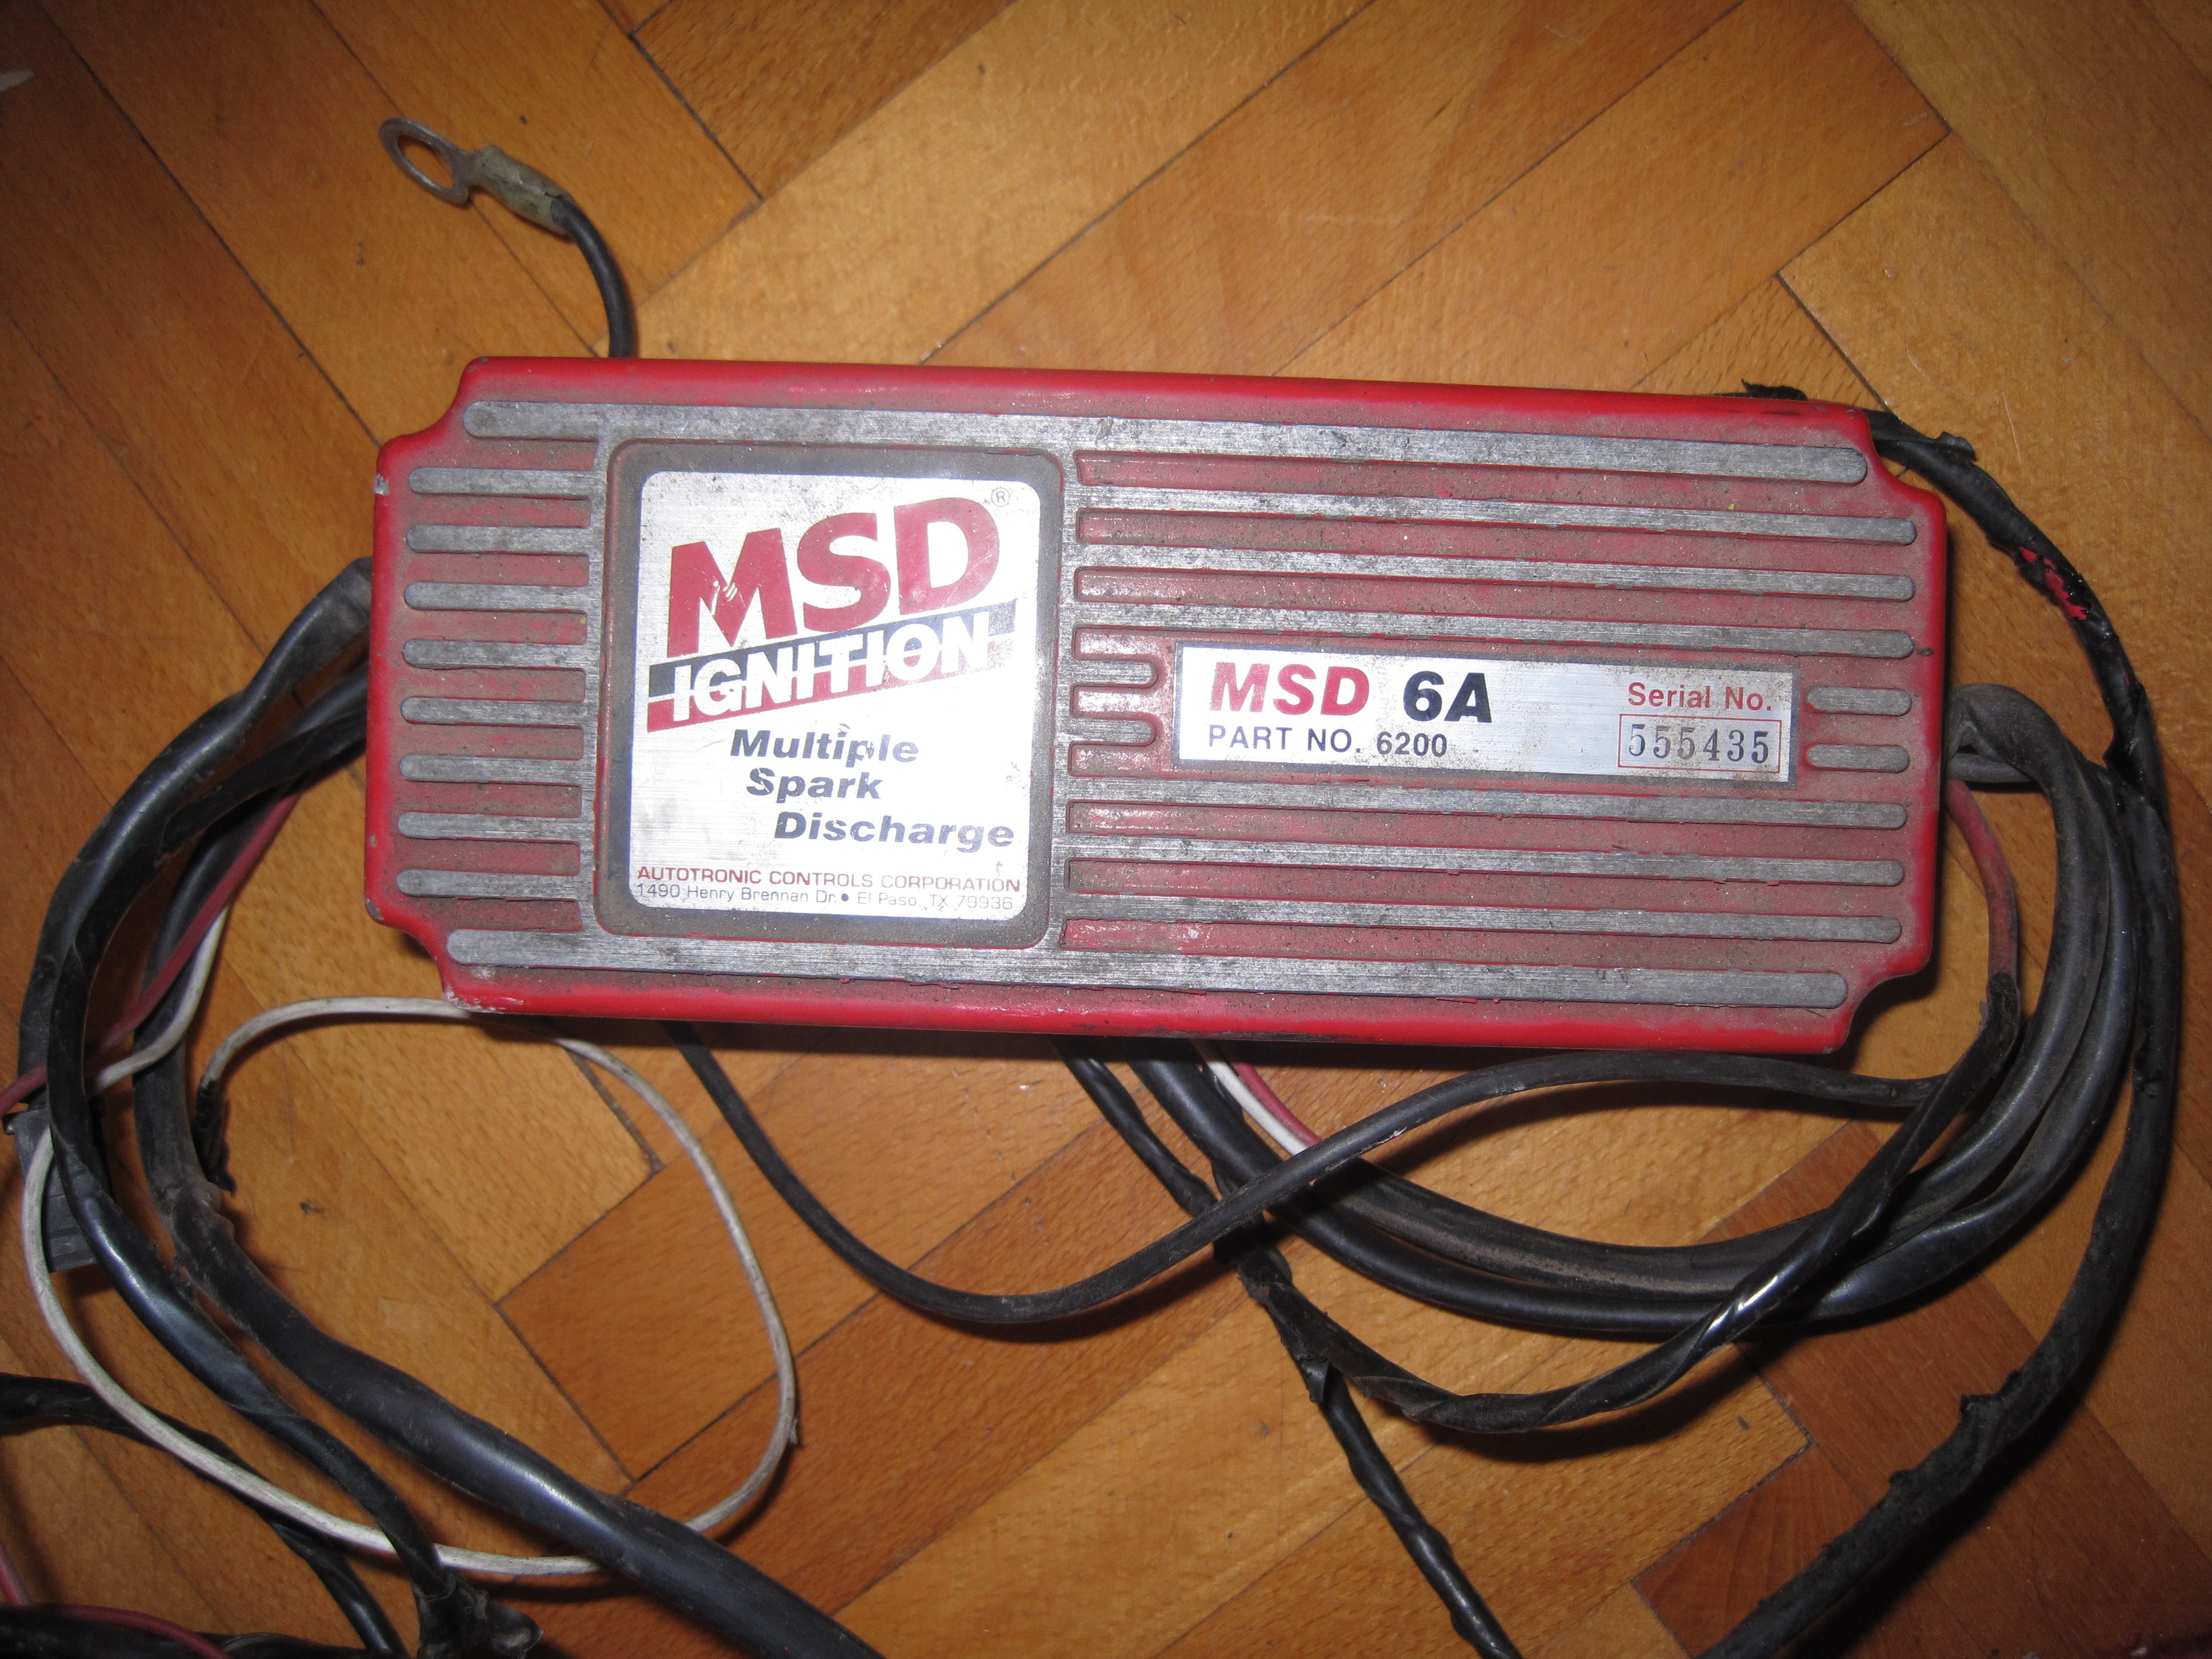 MSD®
IGNITION
Multiple
Spark
Discharge
AUTOTRONIC CONTROLS CORPORATION
1490 Henry Brennan Dr. • El Paso, TX 79936
MSD 6A
PART NO. 6200
Serial No.
555435